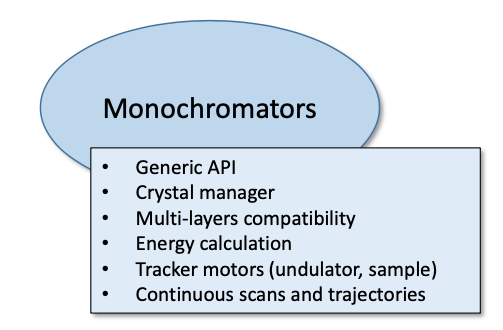 Monochromators
• Generic API
• Crystal manager
• Multi-layers compatibility
• Energy calculation
• Tracker motors (undulator, sample)
• Continuous scans and trajectories